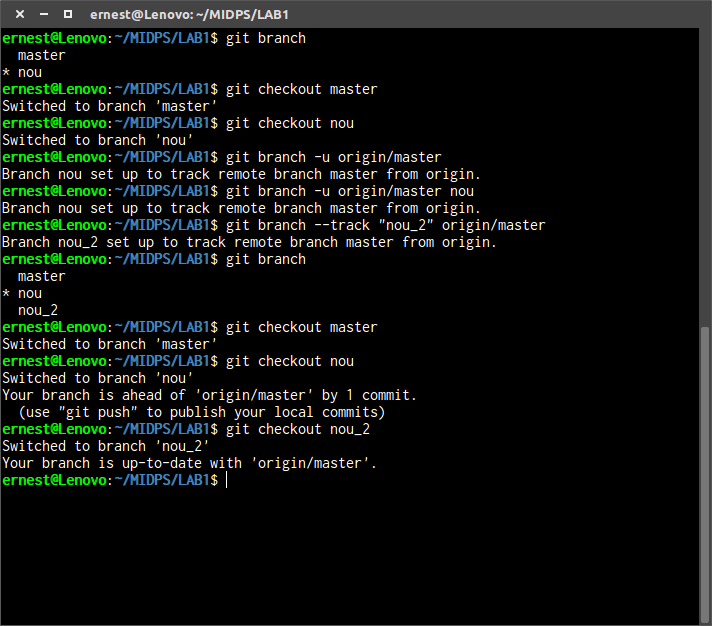 ernest@Lenovo: ~/MIDPS/LAB1
ernest@Lenovo:~/MIDPS/LAB1$ git branch
  master
* nou
ernest@Lenovo:~/MIDPS/LAB1$ git checkout master
Switched to branch 'master'
ernest@Lenovo:~/MIDPS/LAB1$ git checkout nou
Switched to branch 'nou'
ernest@Lenovo:~/MIDPS/LAB1$ git branch -u origin/master
Branch nou set up to track remote branch master from origin.
ernest@Lenovo:~/MIDPS/LAB1$ git branch -u origin/master nou
Branch nou set up to track remote branch master from origin.
ernest@Lenovo:~/MIDPS/LAB1$ git branch --track "nou_2" origin/master
Branch nou_2 set up to track remote branch master from origin.
ernest@Lenovo:~/MIDPS/LAB1$ git branch
  master
* nou
  nou_2
ernest@Lenovo:~/MIDPS/LAB1$ git checkout master
Switched to branch 'master'
ernest@Lenovo:~/MIDPS/LAB1$ git checkout nou
Switched to branch 'nou'
Your branch is ahead of 'origin/master' by 1 commit.
  (use "git push" to publish your local commits)
ernest@Lenovo:~/MIDPS/LAB1$ git checkout nou_2
Switched to branch 'nou_2'
Your branch is up-to-date with 'origin/master'.
ernest@Lenovo:~/MIDPS/LAB1$